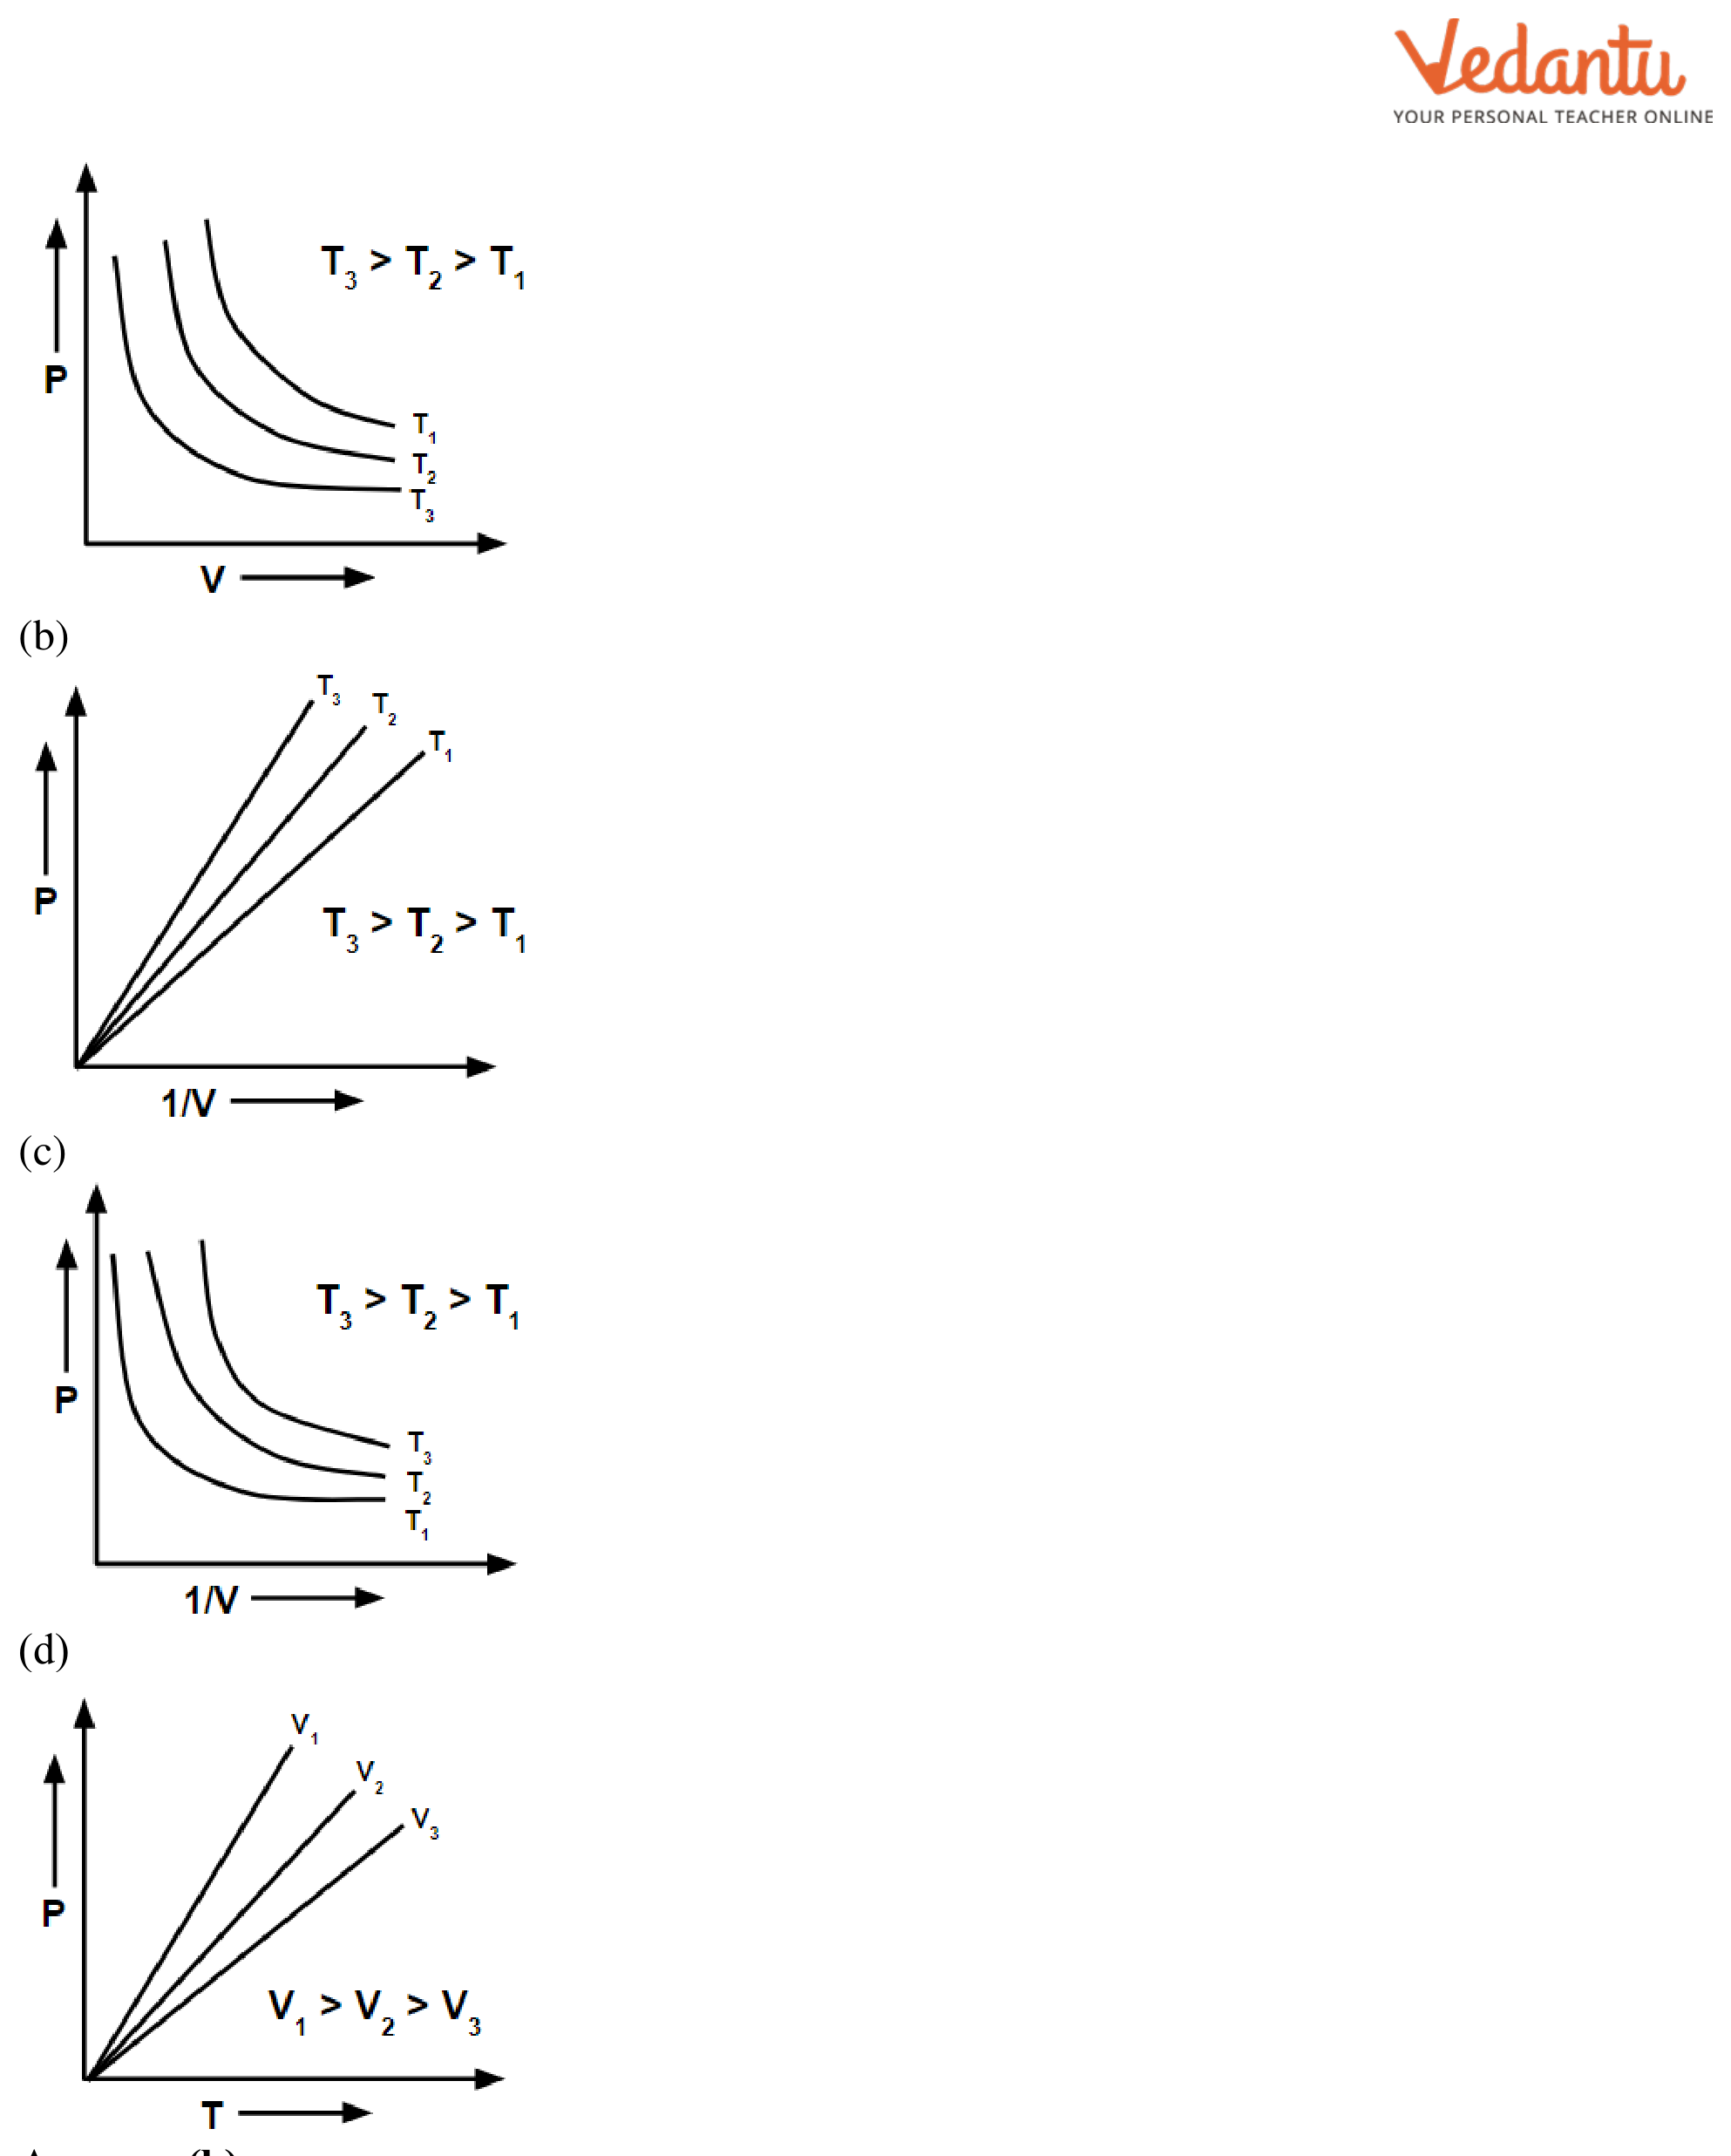 Vedantu
YOUR PERSONAL TEACHER ONLINE
T3 > T2 > T1
P
T1
T2
T3
V
(b)
T3
T2
T1
P
T3 > T2 > T1
1/V
(c)
T3 > T2 > T1
P
T3
T2
T1
1/V
(d)
V1
V2
V3
P
V1 > V2 > V3
T